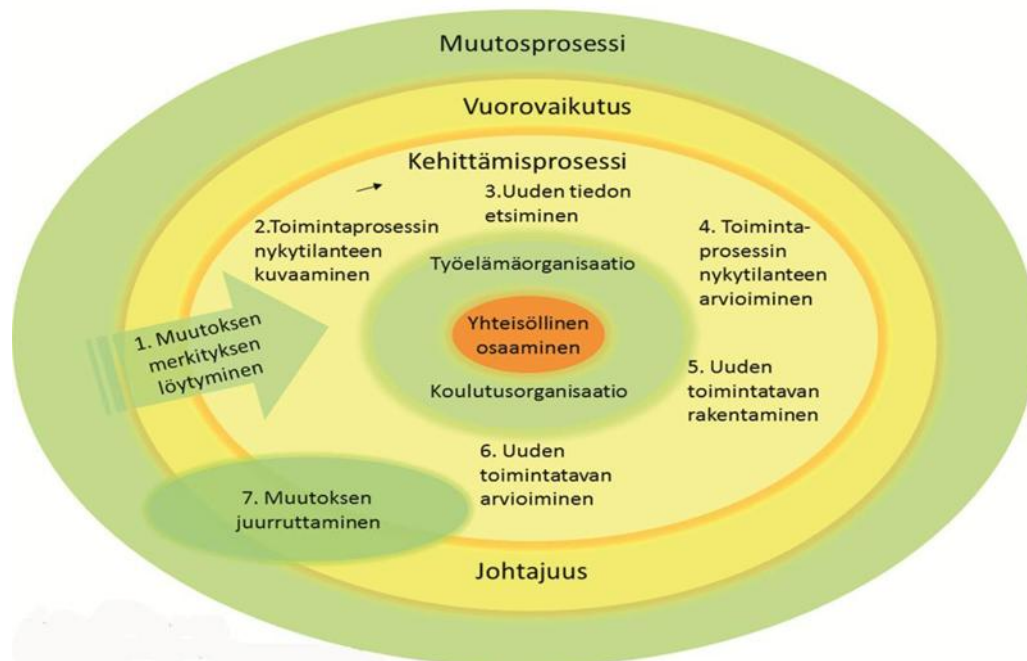 Muutosprosessi
Vuorovaikutus
Kehittämisprosessi
1. Muutoksen
merkityksen
löytyminen
2.Toimintaprosessin
nykytilanteen
kuvaaminen
3.Uuden tiedon
etsiminen
4. Toiminta-
prosessin
nykytilanteen
arvioiminen
Työelämäorganisaatio
Yhteisöllinen
osaaminen
Koulutusorganisaatio
5. Uuden
toimintatavan
rakentaminen
6. Uuden
toimintatavan
arvioiminen
7. Muutoksen
juurruttaminen
Johtajuus